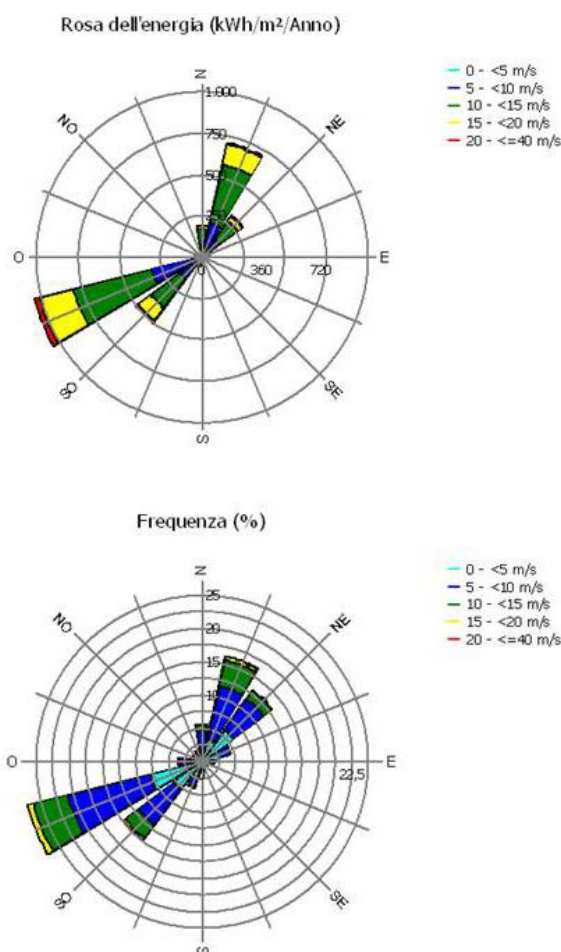 Rosa dell'energia (kWh/m²/Anno)
0 - <5 m/s
5 - <10 m/s
10 - <15 m/s
15 - <20 m/s
20 - <=40 m/s
N
1.000
NO
NE
750
O
0
360
720
E
SO
SE
S
Frequenza (%)
0 - <5 m/s
5 - <10 m/s
10 - <15 m/s
15 - <20 m/s
20 - <=40 m/s
N
25
NO
NE
20
15
10
O
22,5
E
SO
SE
S